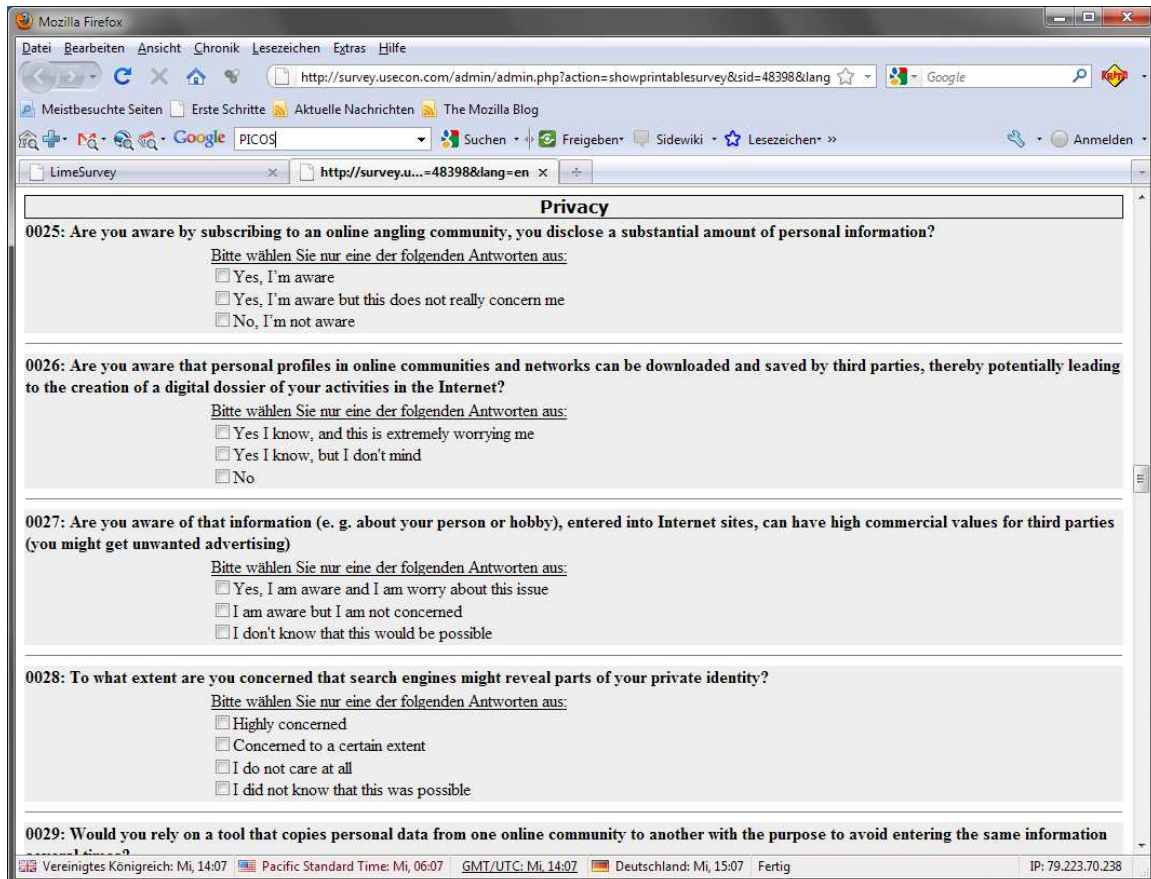 Mozilla Firefox
Datei Bearbeiten Ansicht Chronik Lesezeichen Extras Hilfe
http://survey.usecon.com/admin/admin.php?action=showprintablesurvey&sid=48398&lang
Google
Meistbesuchte Seiten Erste Schritte Aktuelle Nachrichten The Mozilla Blog
Google PICOS Suchen Freigeben Sidewiki Lesezeichen >> Anmelden
LimeSurvey http://survey.u...=48398&lang=en
Privacy
0025: Are you aware by subscribing to an online angling community, you disclose a substantial amount of personal information?
Bitte wählen Sie nur eine der folgenden Antworten aus:
Yes, I'm aware
Yes, I'm aware but this does not really concern me
No, I'm not aware
0026: Are you aware that personal profiles in online communities and networks can be downloaded and saved by third parties, thereby potentially leading
to the creation of a digital dossier of your activities in the Internet?
Bitte wählen Sie nur eine der folgenden Antworten aus:
Yes I know, and this is extremely worrying me
Yes I know, but I don't mind
No
0027: Are you aware of that information (e. g. about your person or hobby), entered into Internet sites, can have high commercial values for third parties
(you might get unwanted advertising)
Bitte wählen Sie nur eine der folgenden Antworten aus:
Yes, I am aware and I am worry about this issue
I am aware but I am not concerned
I don't know that this would be possible
0028: To what extent are you concerned that search engines might reveal parts of your private identity?
Bitte wählen Sie nur eine der folgenden Antworten aus:
Highly concerned
Concerned to a certain extent
I do not care at all
I did not know that this was possible
0029: Would you rely on a tool that copies personal data from one online community to another with the purpose to avoid entering the same information
Vereinigtes Königreich: Mi, 14:07 Pacific Standard Time: Mi, 06:07 GMT/UTC: Mi, 14:07 Deutschland: Mi, 15:07 Fertig IP: 79.223.70.238